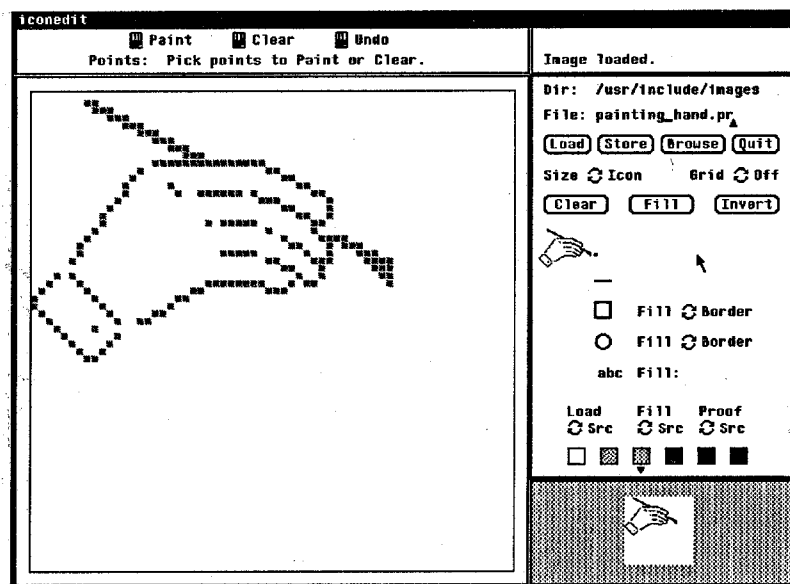 iconedit
Paint Clear Undo
Points: Pick points to Paint or Clear.
Image loaded.
Dir: /usr/include/images
File: painting_hand.pr
Load Store Browse Quit
Size Icon Grid Off
Clear Fill Invert
Fill Border
Fill Border
abc Fill:
Load Fill Proof
Src Src Src